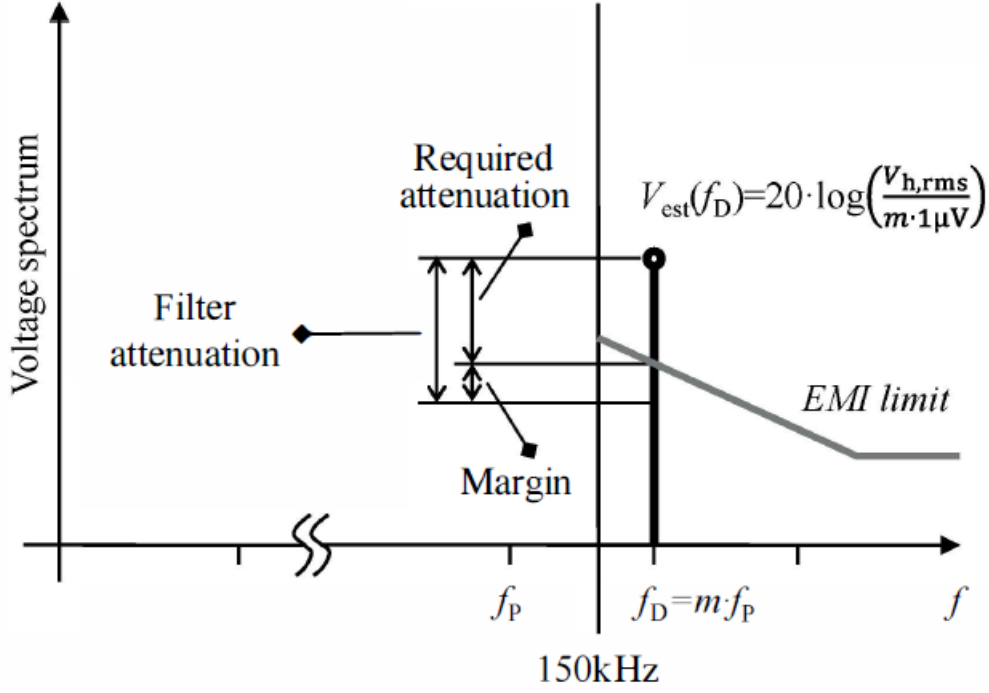 Voltage spectrum
Required
attenuation
V_est(f_D)=20·log(V_h,rms/m·1μV)
Filter
attenuation
EMI limit
Margin
f_P
f_D=m·f_P
f
150kHz